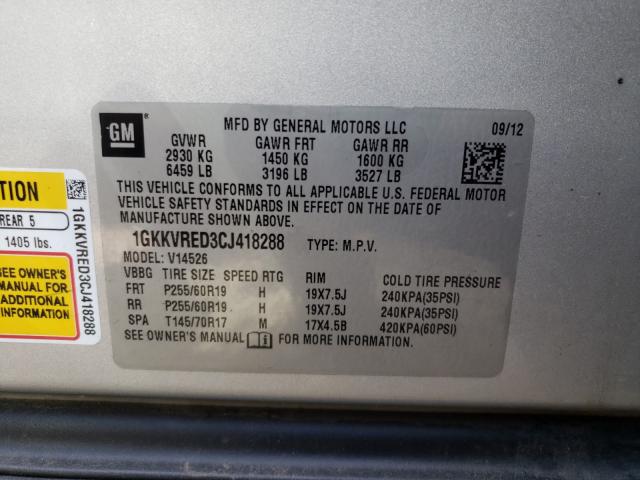 GM ®
MFD BY GENERAL MOTORS LLC 09/12
GVWR GAWR FRT GAWR RR
2930 KG 1450 KG 1600 KG
6459 LB 3196 LB 3527 LB
THIS VEHICLE CONFORMS TO ALL APPLICABLE U.S. FEDERAL MOTOR
VEHICLE SAFETY STANDARDS IN EFFECT ON THE DATE OF
MANUFACTURE SHOWN ABOVE.
1GKKVRED3CJ418288 TYPE: M.P.V.
MODEL: V14526
VBBG TIRE SIZE SPEED RTG RIM COLD TIRE PRESSURE
FRT P255/60R19 H 19X7.5J 240KPA(35PSI)
RR P255/60R19 H 19X7.5J 240KPA(35PSI)
SPA T145/70R17 M 17X4.5B 420KPA(60PSI)
SEE OWNER'S MANUAL FOR MORE INFORMATION
TION
REAR 5
1405 lbs.
SEE OWNER'S
MANUAL
ADDITIONAL
INFORMATION
1GKKVRED3CJ418288